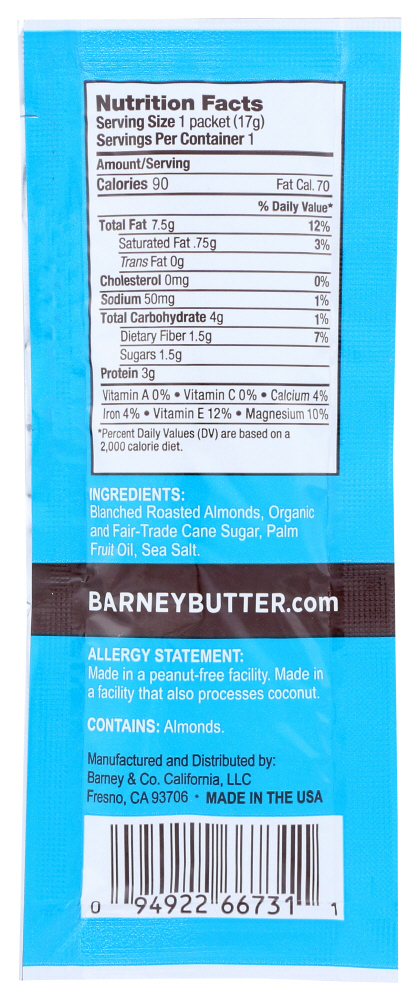 Nutrition Facts
Serving Size 1 packet (17g)
Servings Per Container 1
Amount/Serving
Calories 90 Fat Cal. 70
% Daily Value*
Total Fat 7.5g 12%
Saturated Fat .75g 3%
Trans Fat 0g
Cholesterol 0mg 0%
Sodium 50mg 1%
Total Carbohydrate 4g 1%
Dietary Fiber 1.5g 7%
Sugars 1.5g
Protein 3g
Vitamin A 0% • Vitamin C 0% • Calcium 4%
Iron 4% • Vitamin E 12% • Magnesium 10%
*Percent Daily Values (DV) are based on a
2,000 calorie diet.
INGREDIENTS:
Blanched Roasted Almonds, Organic
and Fair-Trade Cane Sugar, Palm
Fruit Oil, Sea Salt.
BARNEYBUTTER.com
ALLERGY STATEMENT:
Made in a peanut-free facility. Made in
a facility that also processes coconut.
CONTAINS: Almonds.
Manufactured and Distributed by:
Barney & Co. California, LLC
Fresno, CA 93706 • MADE IN THE USA
0 94922 66731 1